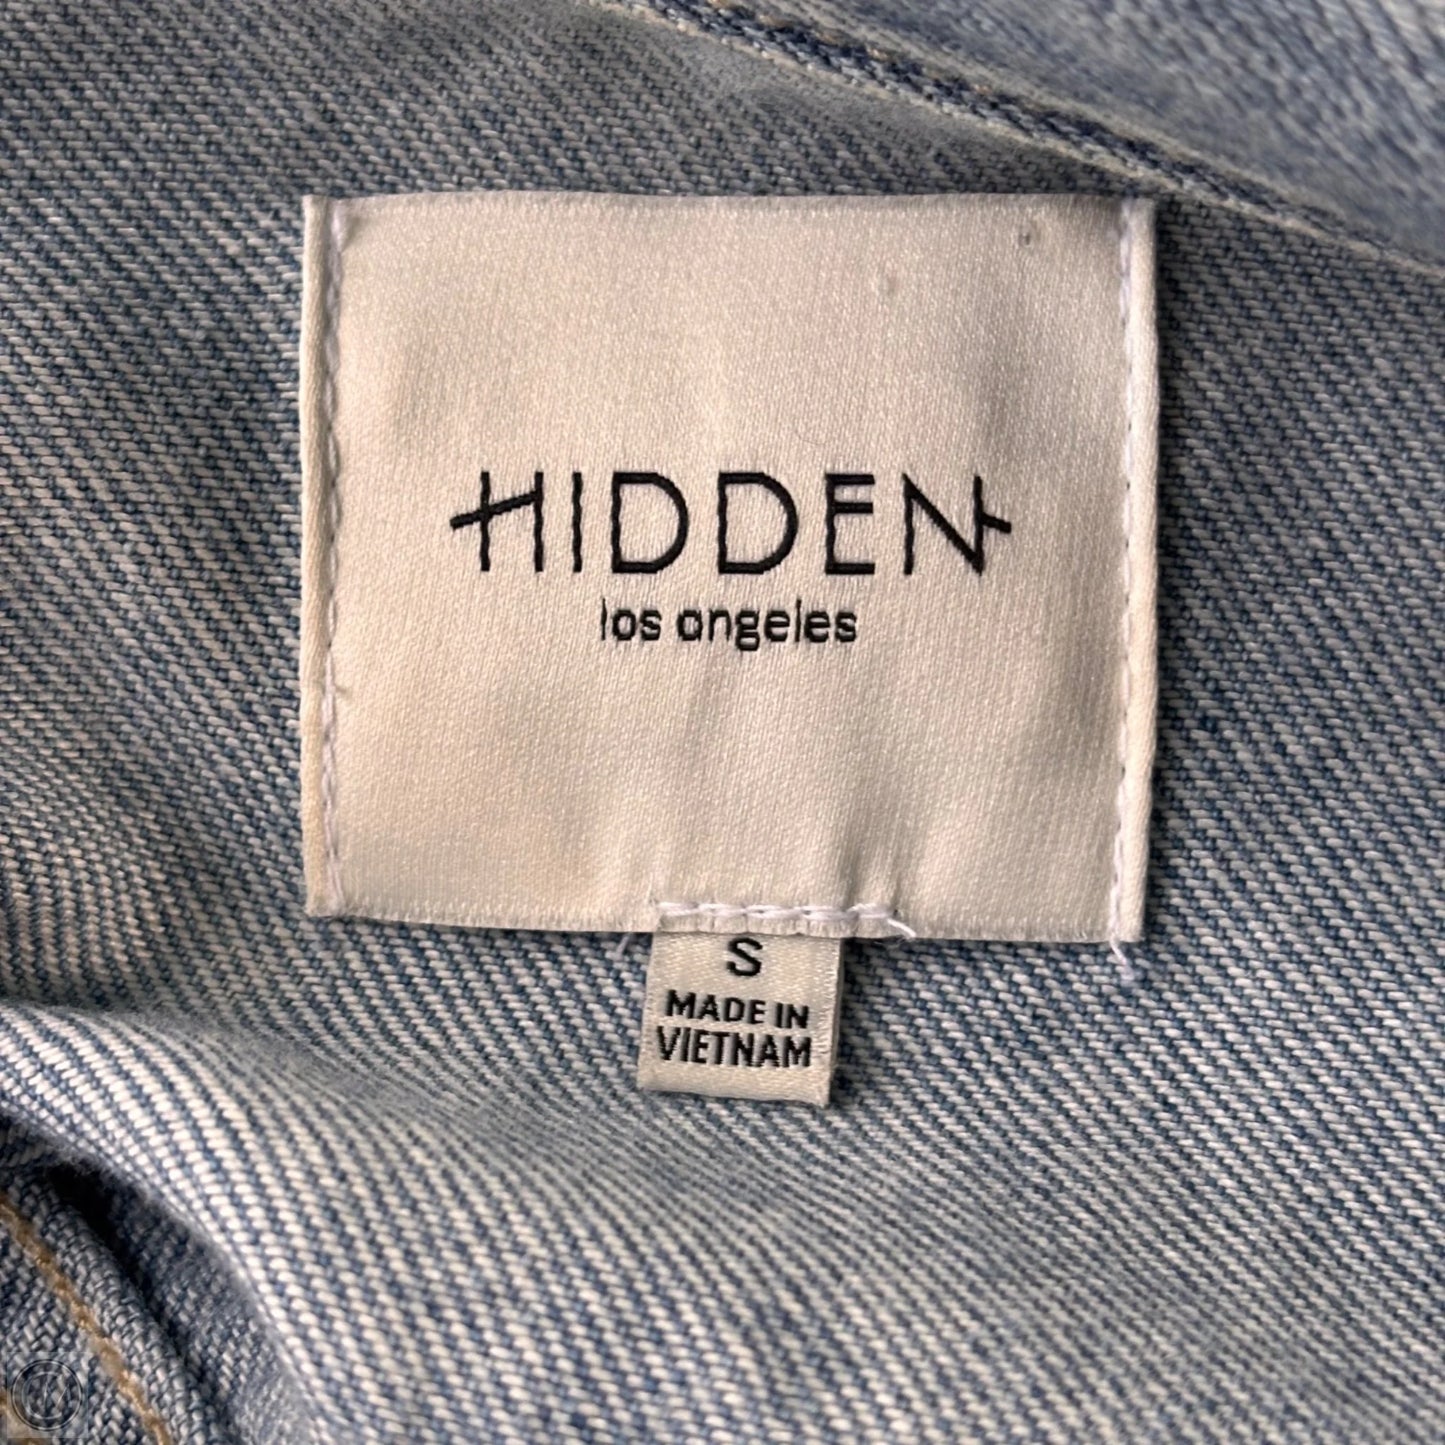 HIDDEN
los angeles
S
MADE IN
VIETNAM